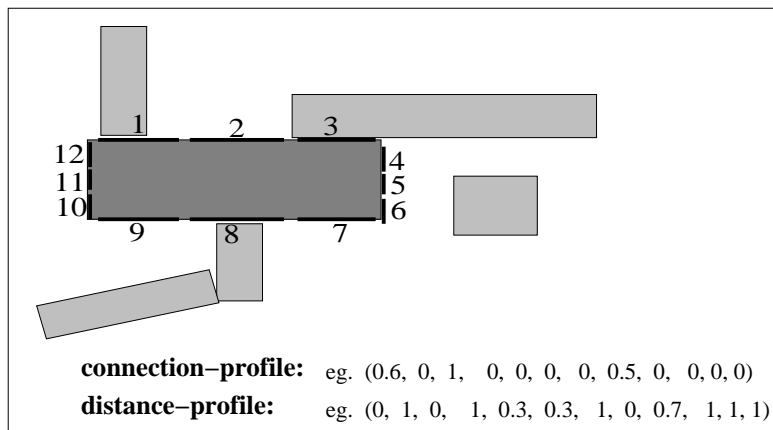 1 2 3
12 4
11 5
10 6
9 8 7
connection−profile: eg. (0.6, 0, 1, 0, 0, 0, 0, 0.5, 0, 0, 0, 0)
distance−profile: eg. (0, 1, 0, 1, 0.3, 0.3, 1, 0, 0.7, 1, 1, 1)